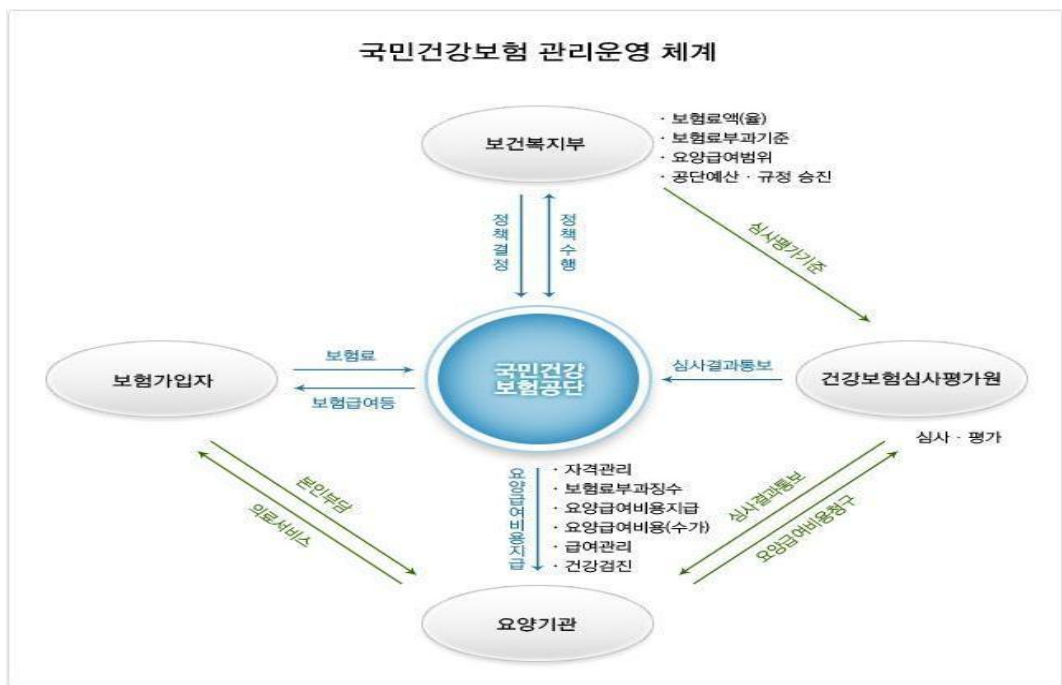 국민건강보험 관리운영 체계
보건복지부
· 보험료액(율)
· 보험료부과기준
· 요양급여범위
· 공단예산 · 규정 승진
정책결정
정책수행
심사평가기준
보험가입자
보험료
보험급여등
국민건강
보험공단
심사결과통보
건강보험심사평가원
심사 · 평가
본인부담
의료서비스
요양급여비용지급
· 자격관리
· 보험료부과징수
· 요양급여비용지급
· 요양급여비용(수가)
· 급여관리
· 건강검진
심사결과통보
요양급여비용청구
요양기관